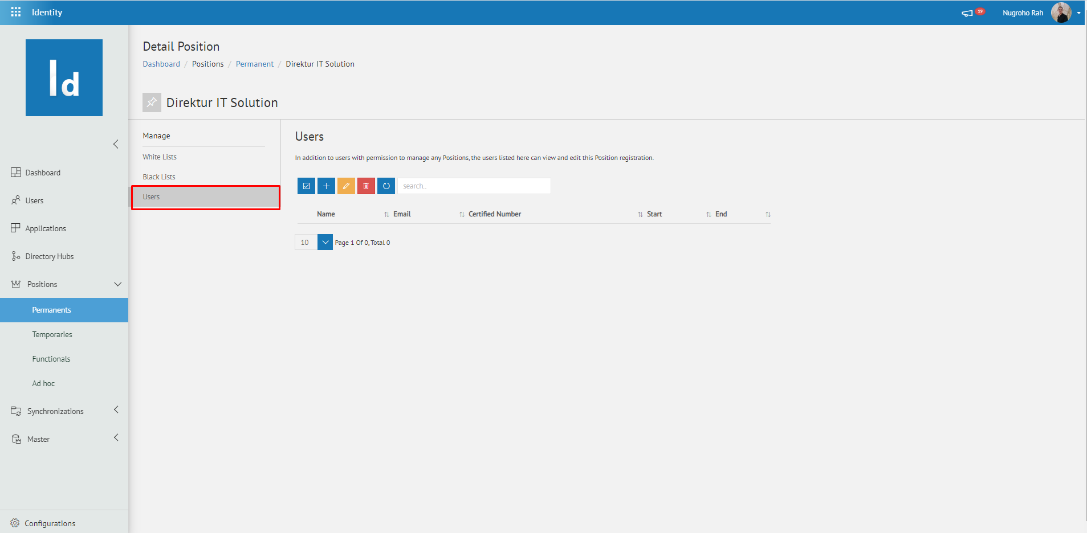 Identity
59
Nugroho Rah
Id
Dashboard
Users
Applications
Directory Hubs
Positions
Permanents
Temporaries
Functionals
Ad hoc
Synchronizations
Master
Configurations
Detail Position
Dashboard / Positions / Permanent / Direktur IT Solution
Direktur IT Solution
Manage
White Lists
Black Lists
Users
Users
In addition to users with permission to manage any Positions, the users listed here can view and edit this Position registration.
search..
Name Email Certified Number Start End
10 Page 1 Of 0, Total 0